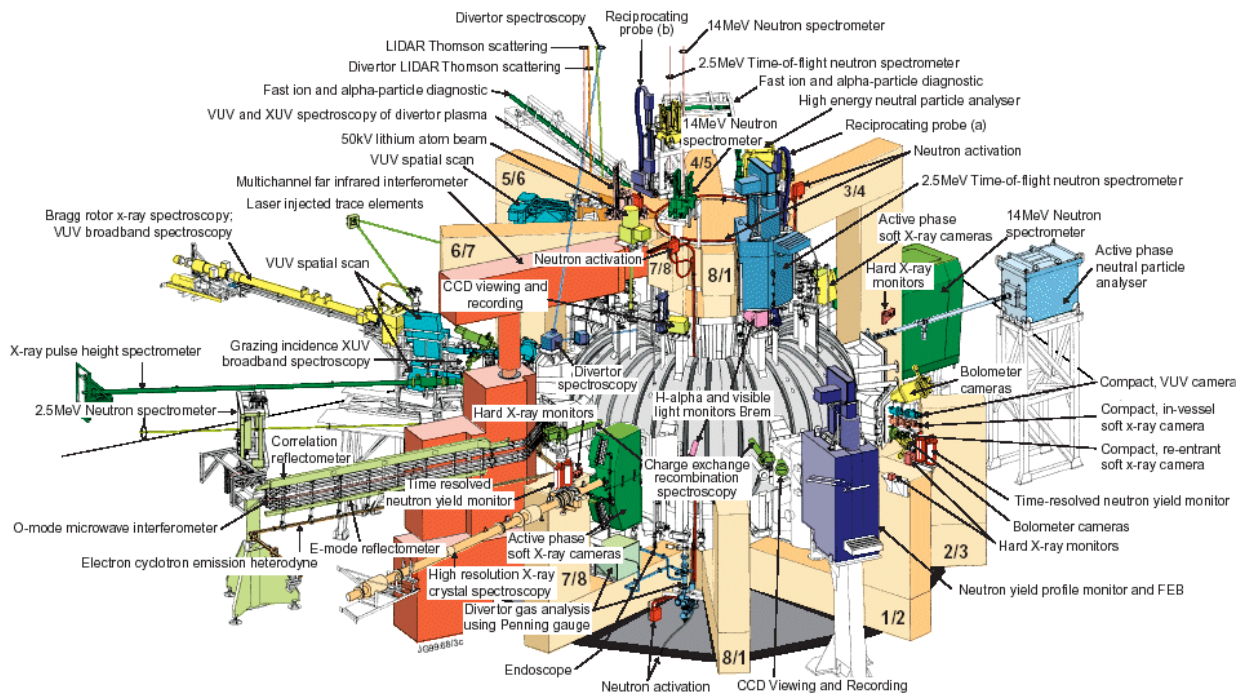 Divertor spectroscopy
Reciprocating
probe (b)
14MeV Neutron spectrometer
LIDAR Thomson scattering
Divertor LIDAR Thomson scattering
2.5MeV Time-of-flight neutron spectrometer
Fast ion and alpha-particle diagnostic
Fast ion and alpha-particle diagnostic
High energy neutral particle analyser
VUV and XUV spectroscopy of divertor plasma
14MeV Neutron
spectrometer
Reciprocating probe (a)
50kV lithium atom beam
Neutron activation
VUV spatial scan
4/5
5/6
3/4
Multichannel far infrared interferometer
2.5MeV Time-of-flight neutron spectrometer
Laser injected trace elements
Bragg rotor x-ray spectroscopy;
VUV broadband spectroscopy
Active phase
soft X-ray cameras
14MeV Neutron
spectrometer
6/7
Active phase
neutral particle
analyser
VUV spatial scan
Neutron activation
7/8
8/1
Hard X-ray
monitors
CCD viewing and
recording
Grazing incidence XUV
broadband spectroscopy
X-ray pulse height spectrometer
Divertor
spectroscopy
Bolometer
cameras
Compact, VUV camera
2.5MeV Neutron spectrometer
Hard X-ray monitors
H-alpha and visible
light monitors Brem
Compact, in-vessel
soft x-ray camera
Correlation
reflectometer
Compact, re-entrant
soft x-ray camera
Charge exchange
recombination
spectroscopy
Time resolved
neutron yield monitor
Time-resolved neutron yield monitor
O-mode microwave interferometer
Bolometer cameras
E-mode reflectometer
Active phase
soft X-ray cameras
Hard X-ray monitors
2/3
Electron cyclotron emission heterodyne
High resolution X-ray
crystal spectroscopy
7/8
Neutron yield profile monitor and FEB
Divertor gas analysis
using Penning gauge
1/2
JG99.68/3c
8/1
Endoscope
Neutron activation
CCD Viewing and Recording